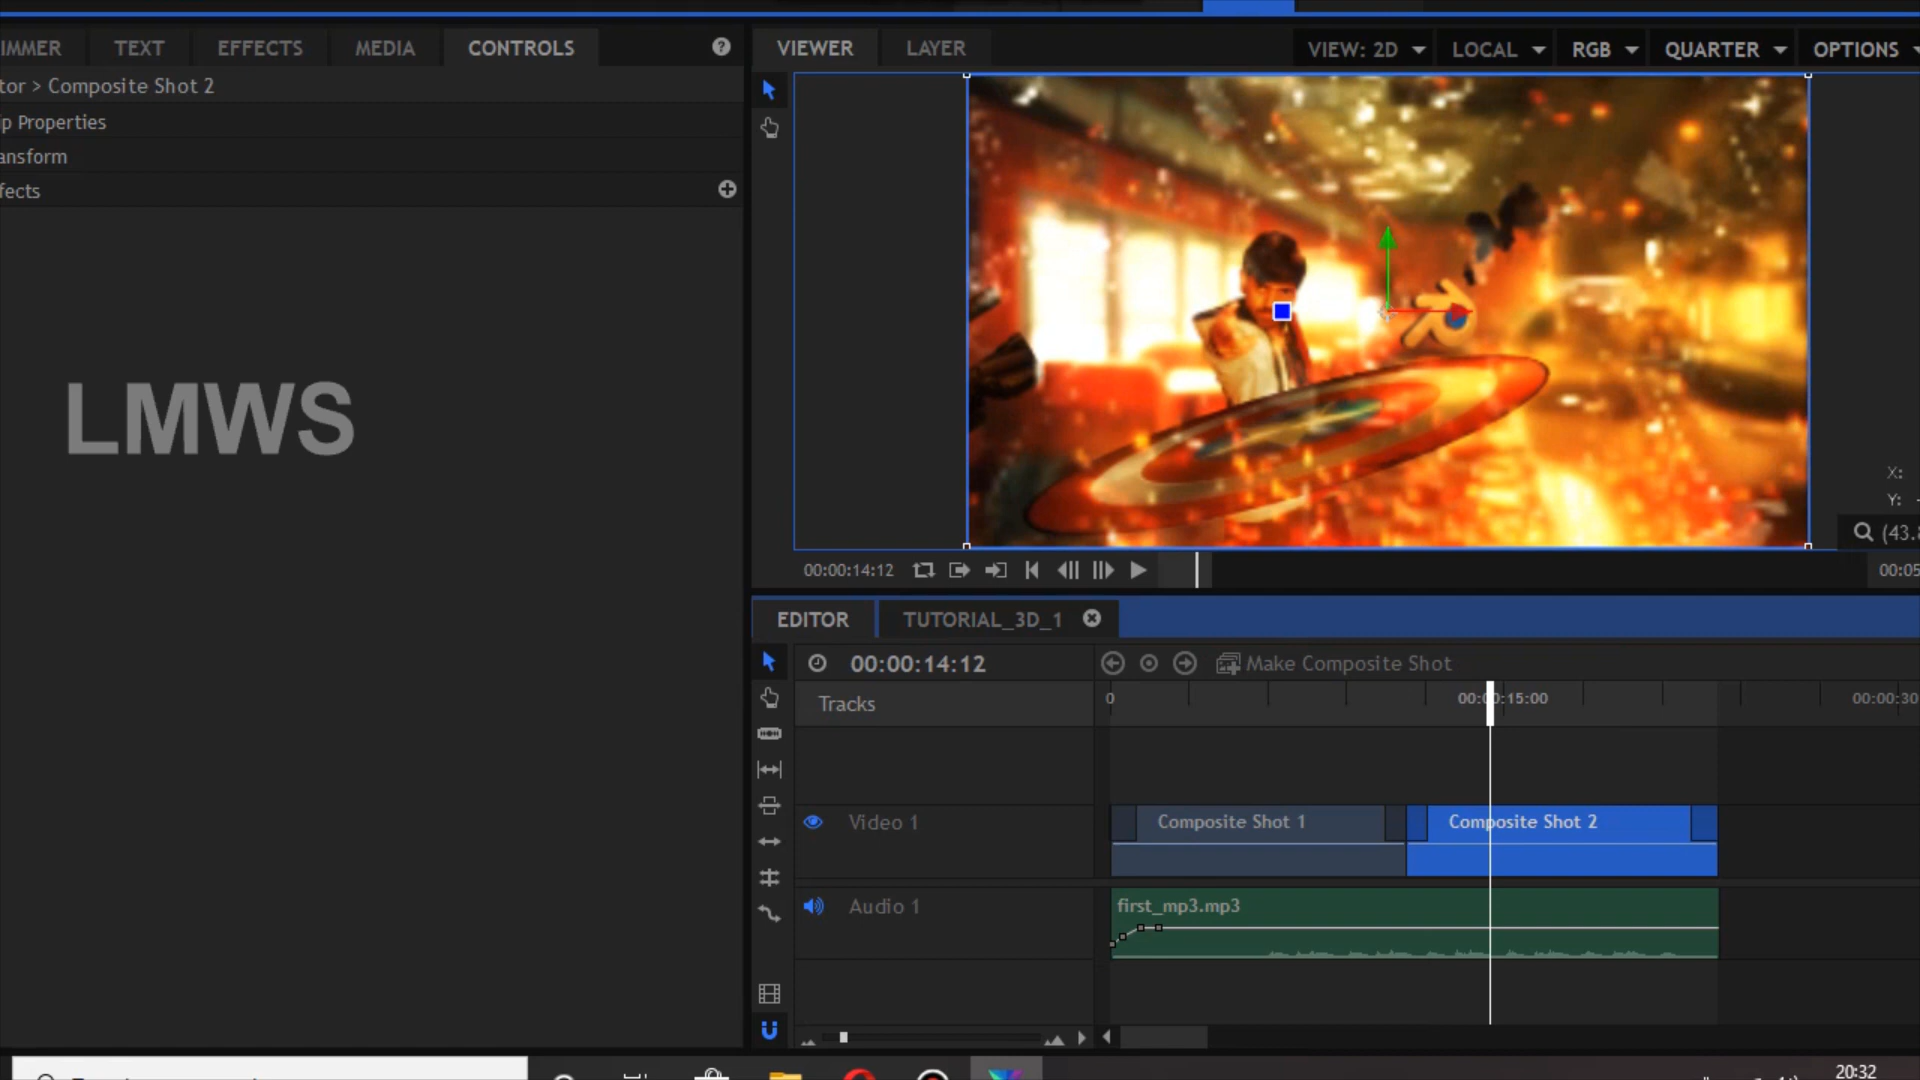 IMMER TEXT EFFECTS MEDIA CONTROLS
tor > Composite Shot 2
ip Properties
ansform
fects
LMWS
VIEWER LAYER VIEW: 2D LOCAL RGB QUARTER OPTIONS
X:
Y: -
(43.8
00:00:14:12
00:05
EDITOR TUTORIAL_3D_1
00:00:14:12 Make Composite Shot
Tracks
0 00:00:15:00 00:00:30
Video 1
Composite Shot 1 Composite Shot 2
Audio 1
first_mp3.mp3
20:32